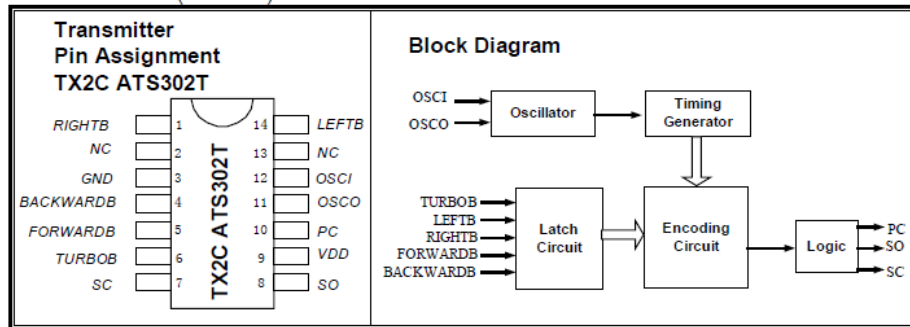 Transmitter
Pin Assignment
TX2C ATS302T
RIGHTB 1 14 LEFTB
NC 2 13 NC
GND 3 12 OSCI
BACKWARDB 4 11 OSCO
FORWARDB 5 10 PC
TURBOB 6 9 VDD
SC 7 8 SO
TX2C ATS302T
Block Diagram
OSCI
OSCO
Oscillator
Timing
Generator
TURBOB
LEFTB
RIGHTB
FORWARDB
BACKWARDB
Latch
Circuit
Encoding
Circuit
Logic
PC
SO
SC